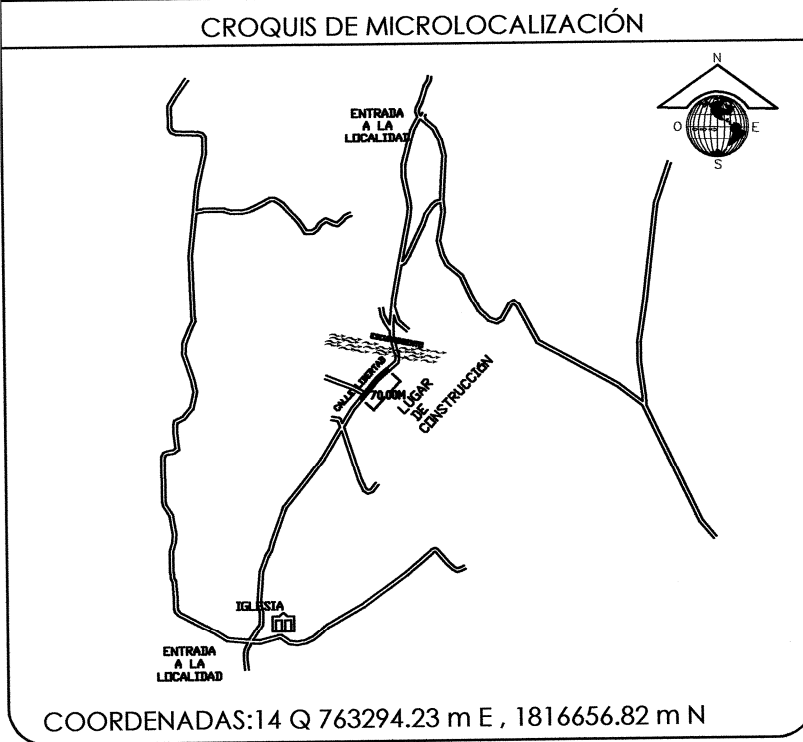 CROQUIS DE MICROLOCALIZACIÓN
N
O
E
S
ENTRADA
A LA
LOCALIDAD
CALLE LIBERTAD
70.00M
LUGAR
DE
CONSTRUCCIÓN
IGLESIA
ENTRADA
A LA
LOCALIDAD
COORDENADAS:14 Q 763294.23 m E , 1816656.82 m N